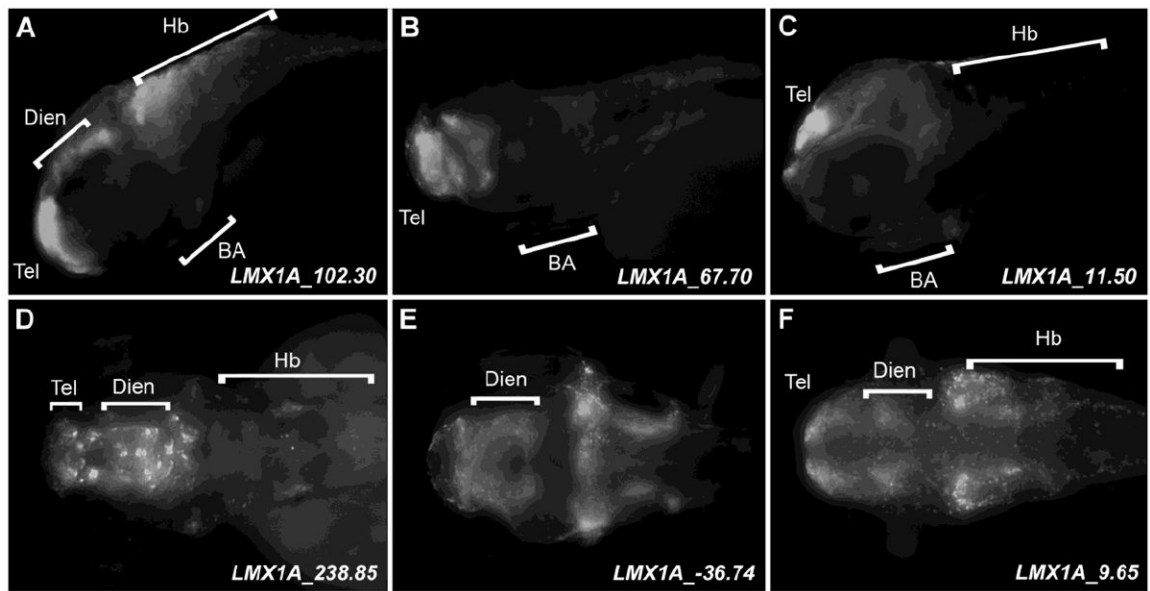 A
Hb
Dien
Tel
BA
LMX1A_102.30
B
Tel
BA
LMX1A_67.70
C
Hb
Tel
BA
LMX1A_11.50
D
Hb
Tel
Dien
LMX1A_238.85
E
Dien
LMX1A_-36.74
F
Hb
Tel
Dien
LMX1A_9.65